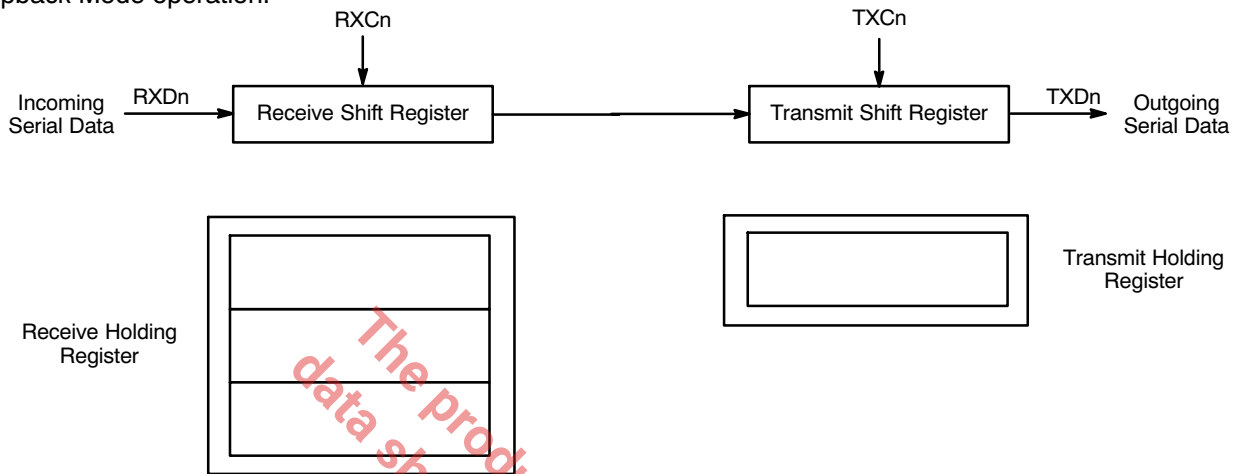 pback Mode operation.
RXCn
TXCn
Incoming
Serial Data
RXDn
Receive Shift Register
Transmit Shift Register
TXDn
Outgoing
Serial Data
Receive Holding
Register
Transmit Holding
Register
The produ
data sh